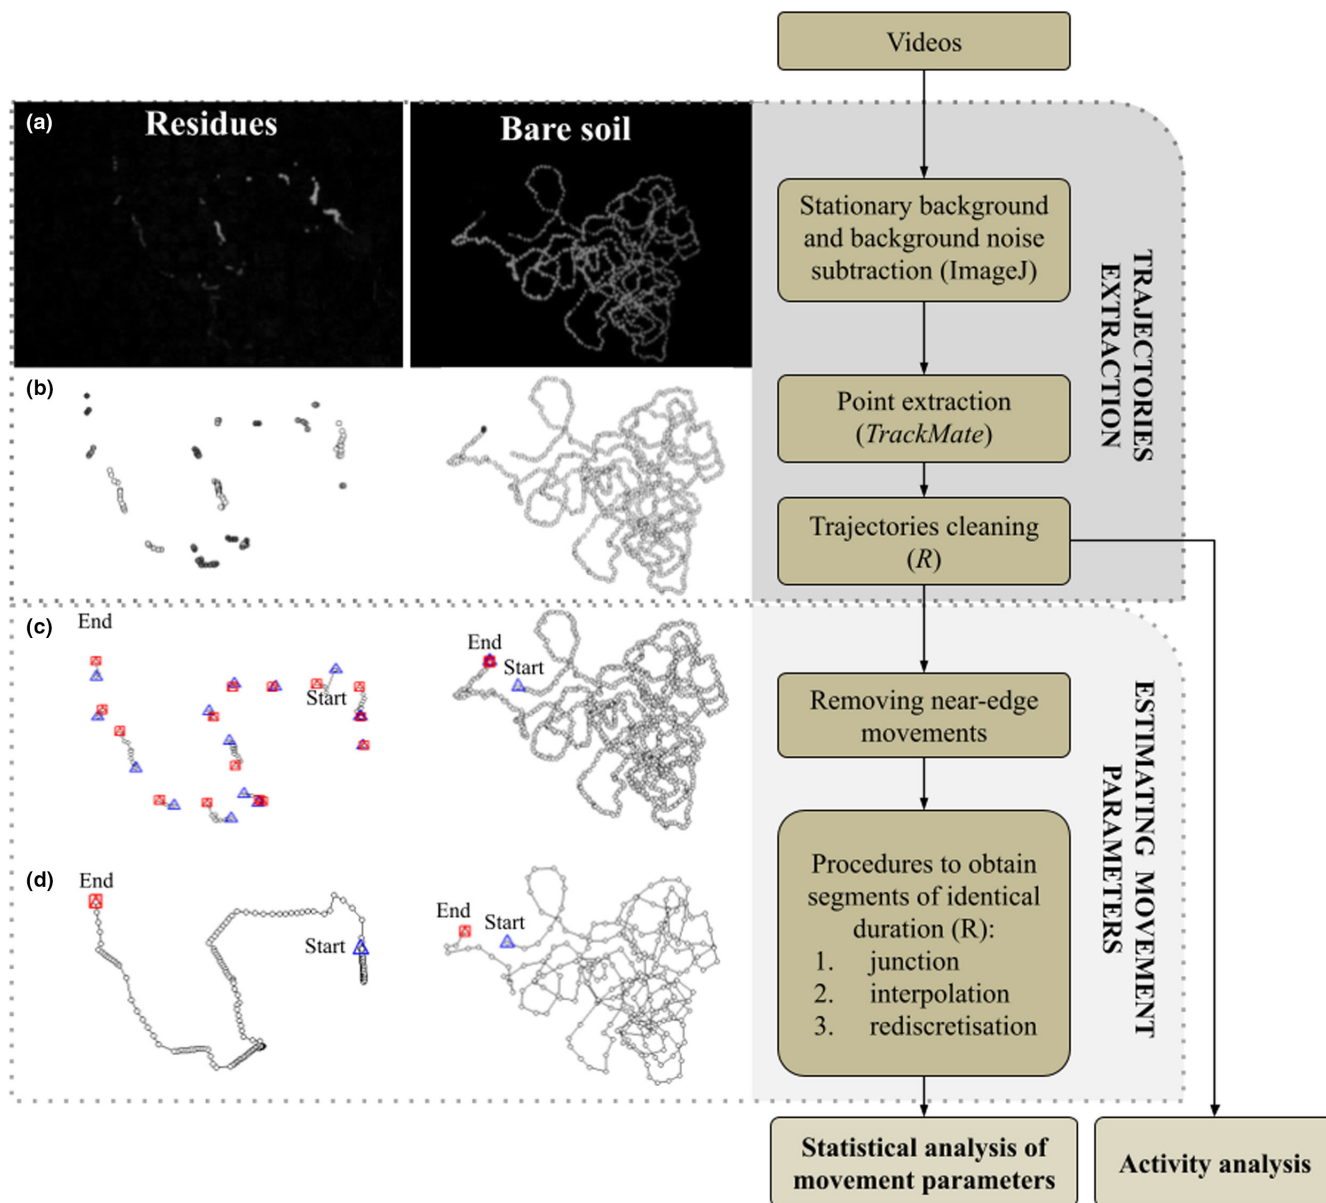 Videos
(a)
Residues
Bare soil
Stationary background
and background noise
subtraction (ImageJ)
TRAJECTORIES
EXTRACTION
(b)
Point extraction
(TrackMate)
Trajectories cleaning
(R)
(c)
End
Start
End
Start
Removing near-edge
movements
ESTIMATING MOVEMENT
PARAMETERS
(d)
End
Start
End
Start
Procedures to obtain
segments of identical
duration (R):
1. junction
2. interpolation
3. rediscretisation
Statistical analysis of
movement parameters
Activity analysis